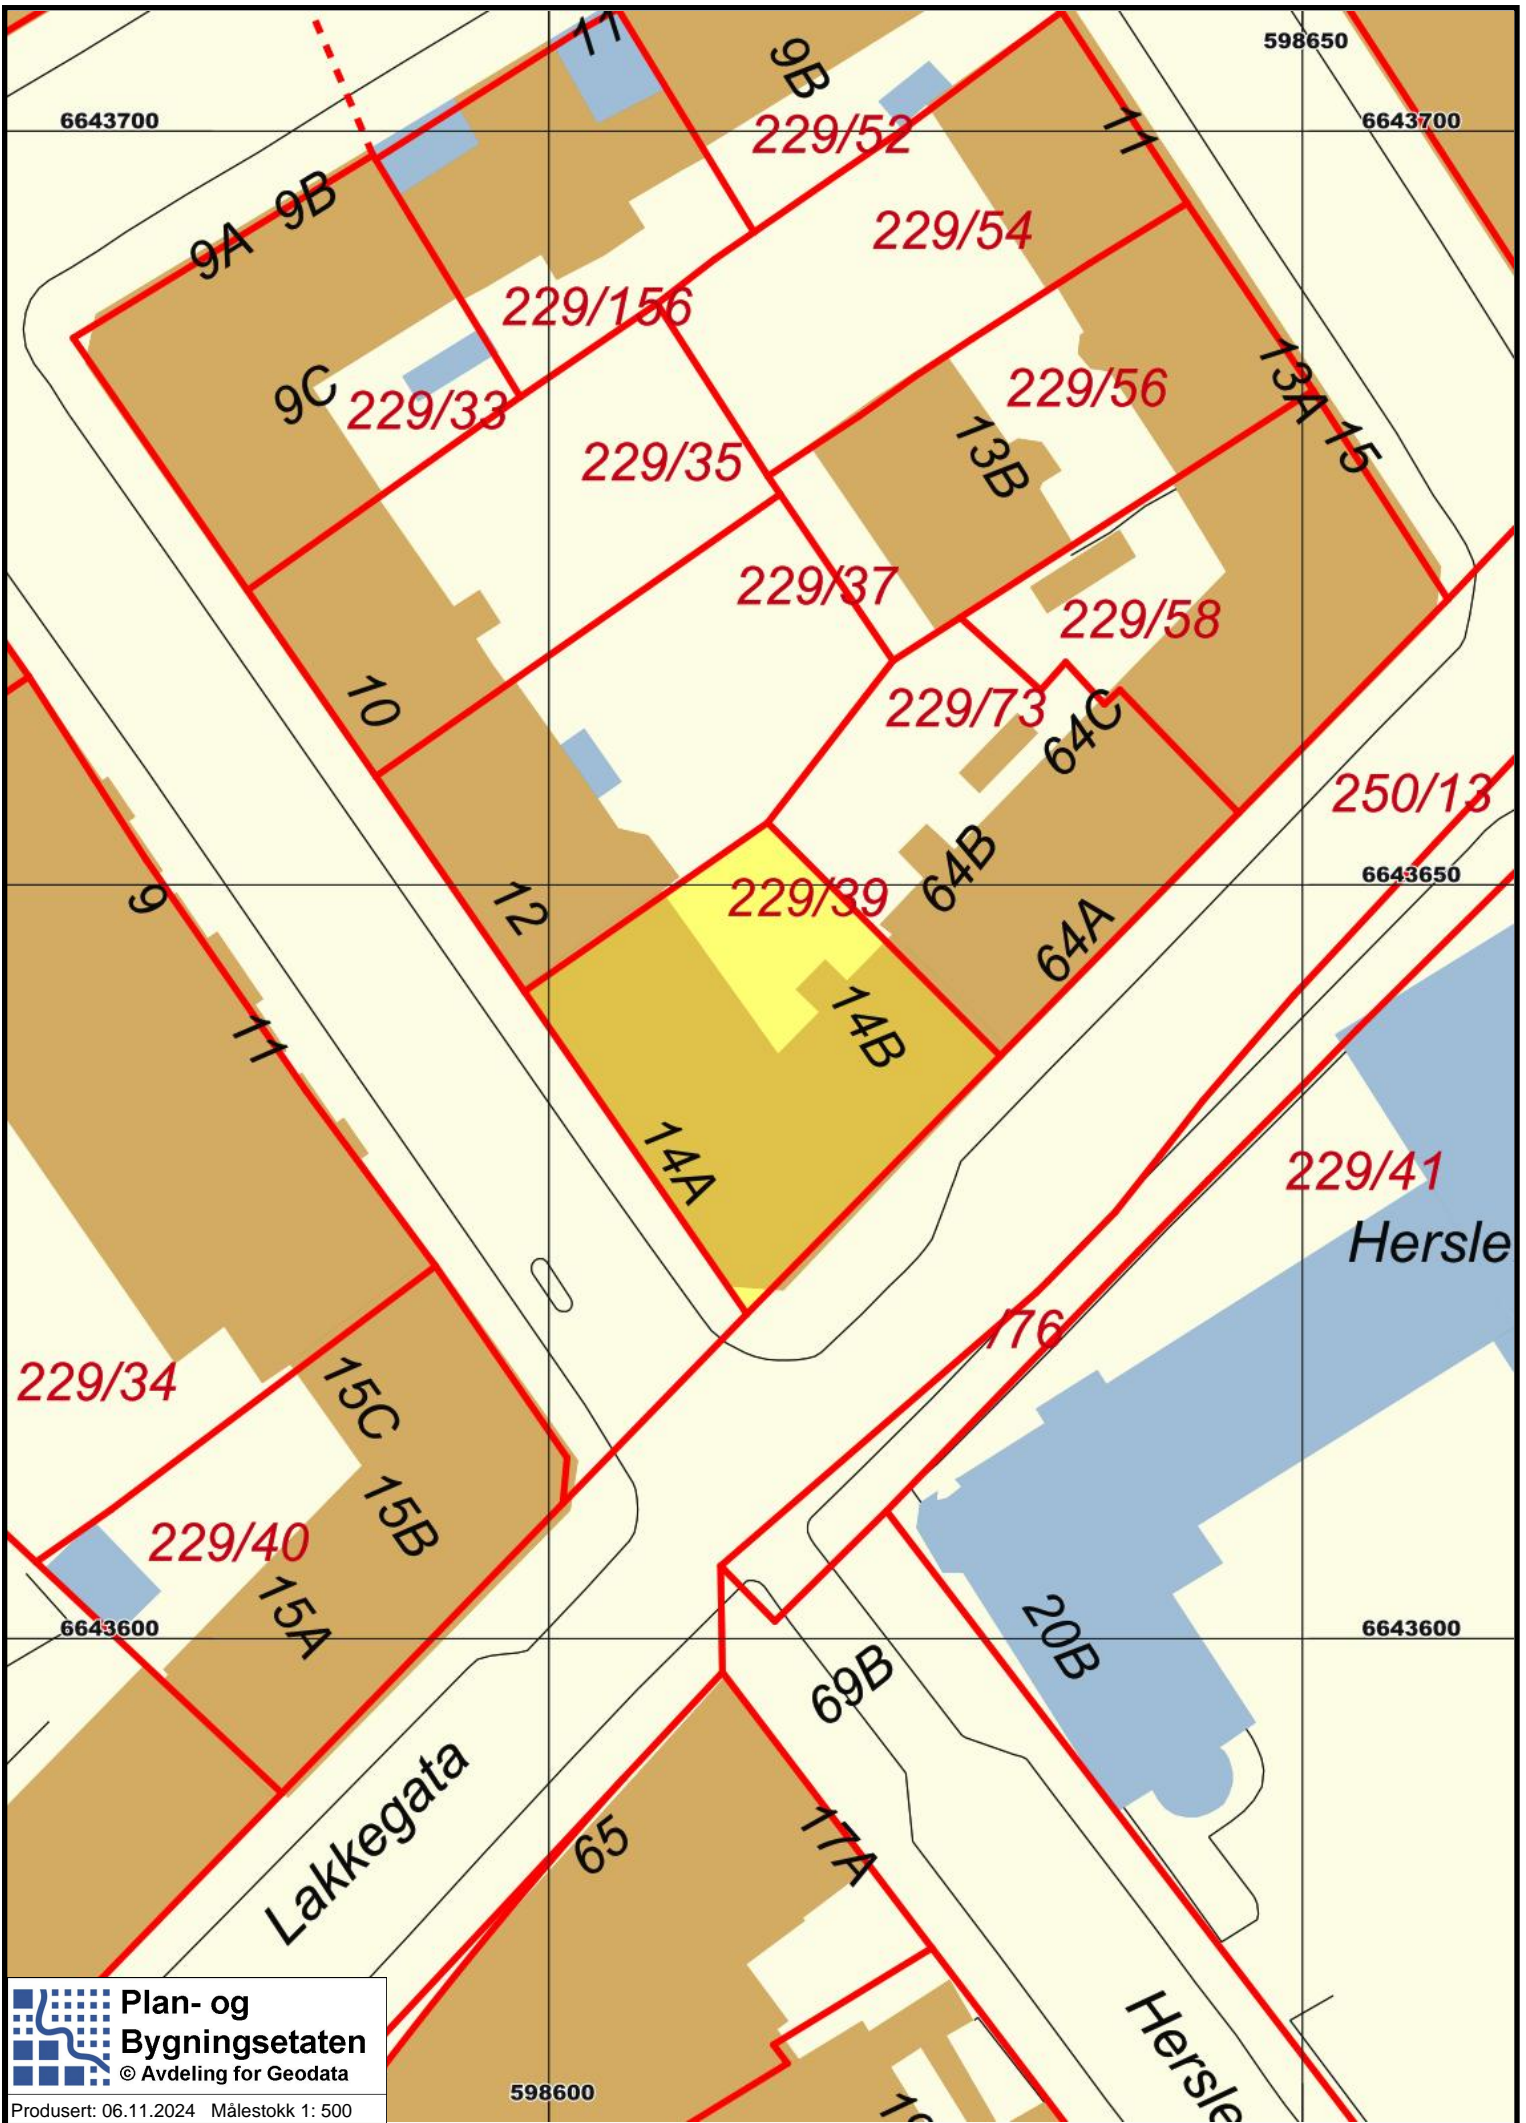 11
9B
598650
6643700
229/52
11
6643700
9A
9B
229/54
229/156
9C
229/33
229/56
13A
15
229/35
13B
229/37
229/58
10
229/73
64C
250/13
9
12
229/39
64B
6643650
64A
11
14B
14A
229/41
Hersle
/76
229/34
15C
15B
229/40
15A
20B
6643600
6643600
69B
Lakkegata
65
17A
Plan- og
Bygningsetaten
© Avdeling for Geodata
Produsert: 06.11.2024 Målestokk 1: 500
598600
Hersle